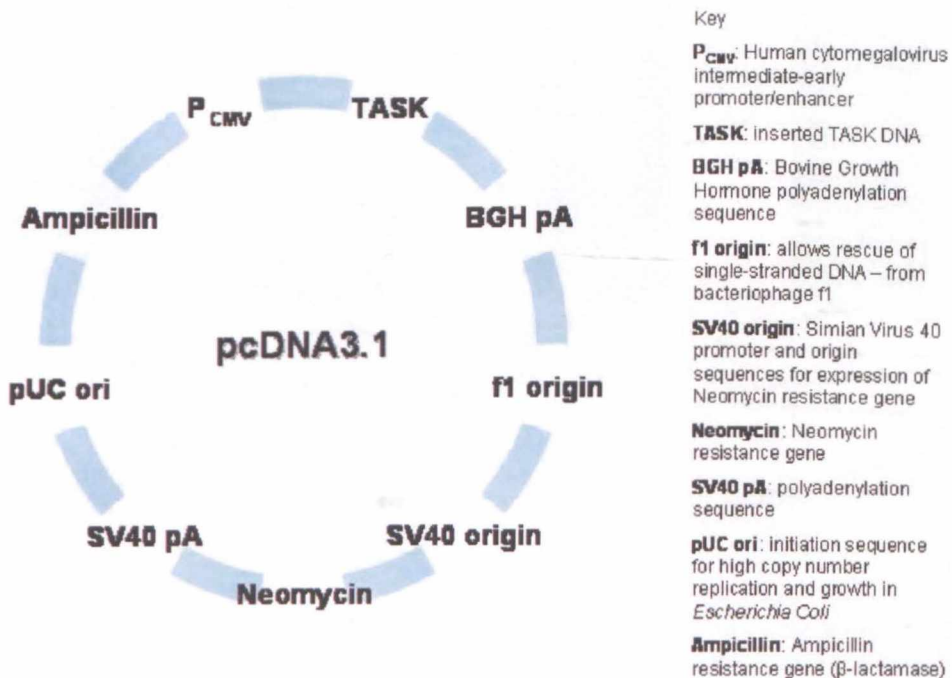 P_CMV
TASK
Ampicillin
BGH pA
pcDNA3.1
pUC ori
f1 origin
SV40 pA
SV40 origin
Neomycin
Key
P_CMV: Human cytomegalovirus
intermediate-early
promoter/enhancer
TASK: inserted TASK DNA
BGH pA: Bovine Growth
Hormone polyadenylation
sequence
f1 origin: allows rescue of
single-stranded DNA – from
bacteriophage f1
SV40 origin: Simian Virus 40
promoter and origin
sequences for expression of
Neomycin resistance gene
Neomycin: Neomycin
resistance gene
SV40 pA: polyadenylation
sequence
pUC ori: initiation sequence
for high copy number
replication and growth in
Escherichia Coli
Ampicillin: Ampicillin
resistance gene (β-lactamase)